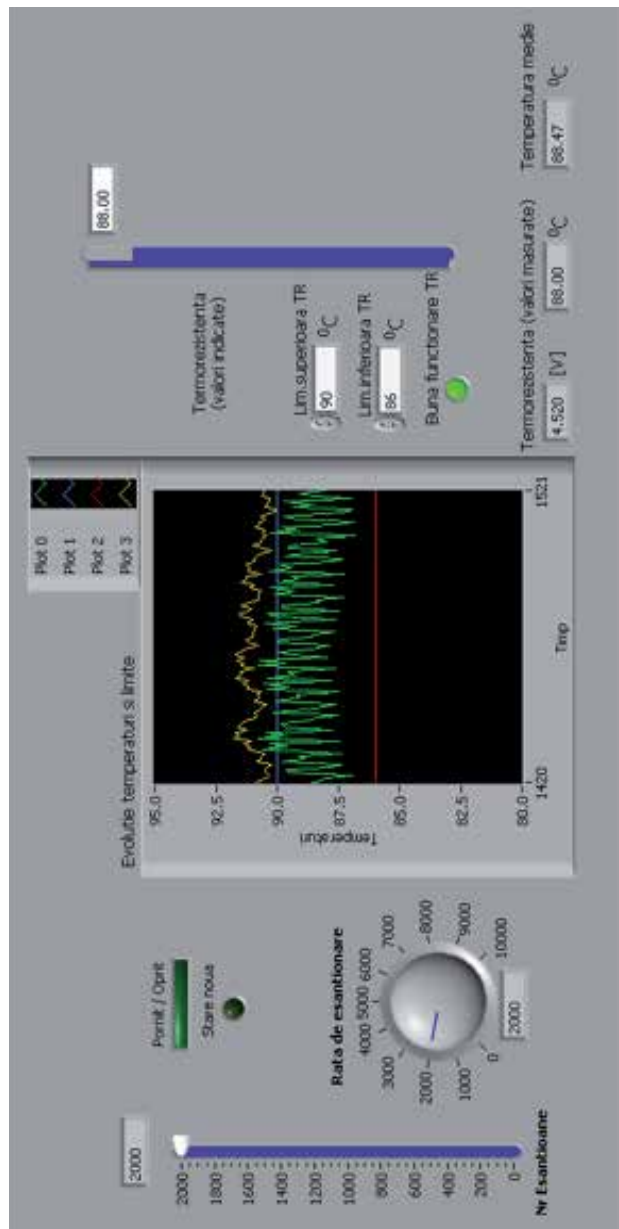 2000
2000
1800
1600
1400
1200
1000
800
600
400
200
0
Nr Esantioane
Pornit / Oprit
Stare noua
Rata de esantionare
0
1000
2000
3000
4000
5000
6000
7000
8000
9000
10000
2000
Evolutie temperaturi si limite
Plot 0
Plot 1
Plot 2
Plot 3
Temperaturi
95.0
92.5
90.0
87.5
85.0
82.5
80.0
1420
1521
Timp
88.00
Termorezistenta
(valori indicate)
Lim.superioara TR
90 ⁰C
Lim.inferioara TR
86 ⁰C
Buna functionare TR
Termorezistenta (valori masurate)
4.520 [V] 88.00 ⁰C
Temperatura medie
88.47 ⁰C